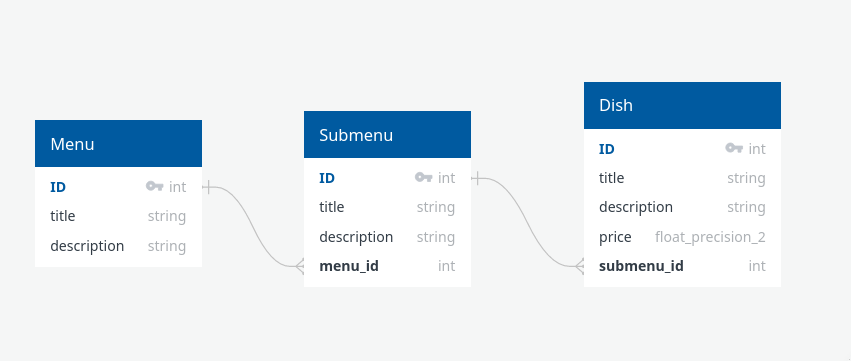 Menu
ID int
title string
description string
Submenu
ID int
title string
description string
menu_id int
Dish
ID int
title string
description string
price float_precision_2
submenu_id int